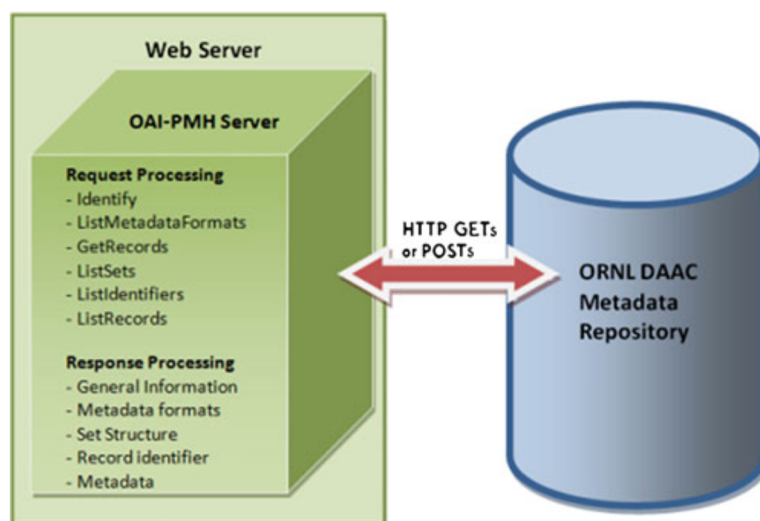 Web Server
OAI-PMH Server
Request Processing
- Identify
- ListMetadataFormats
- GetRecords
- ListSets
- ListIdentifiers
- ListRecords
Response Processing
- General Information
- Metadata formats
- Set Structure
- Record identifier
- Metadata
HTTP GETs
or POSTs
ORNL DAAC
Metadata
Repository